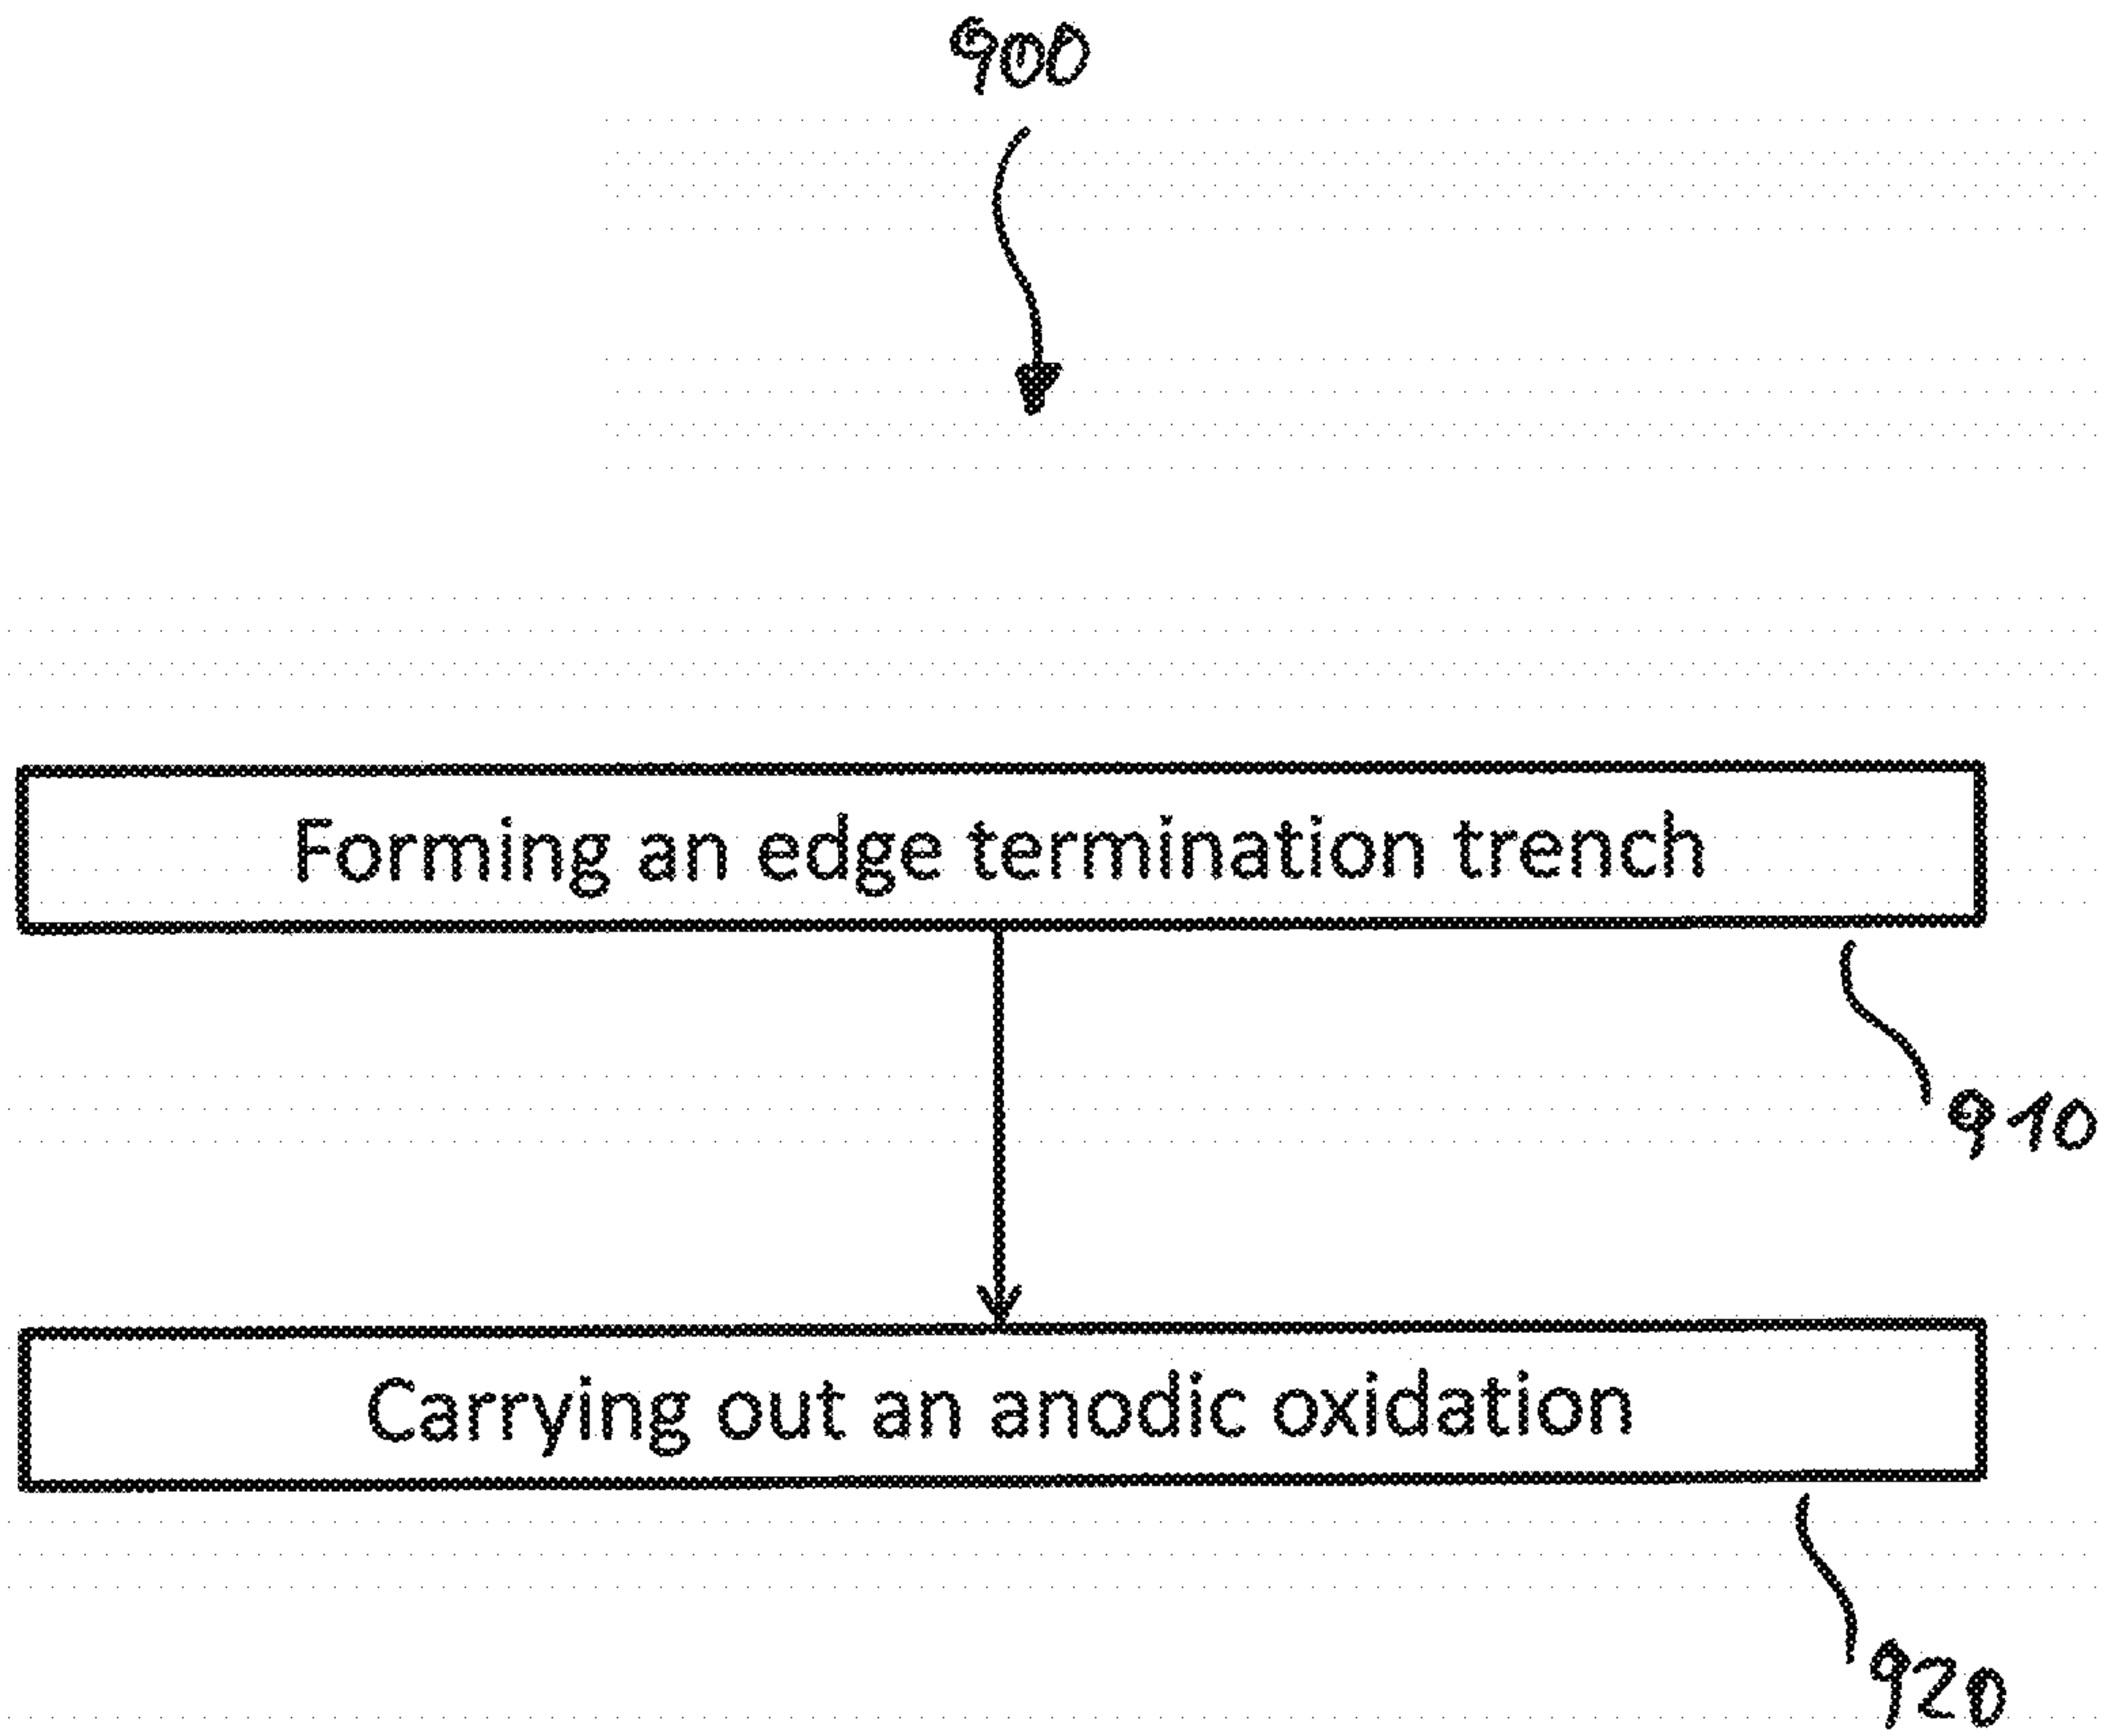 900
Forming an edge termination trench
910
Carrying out an anodic oxidation
920